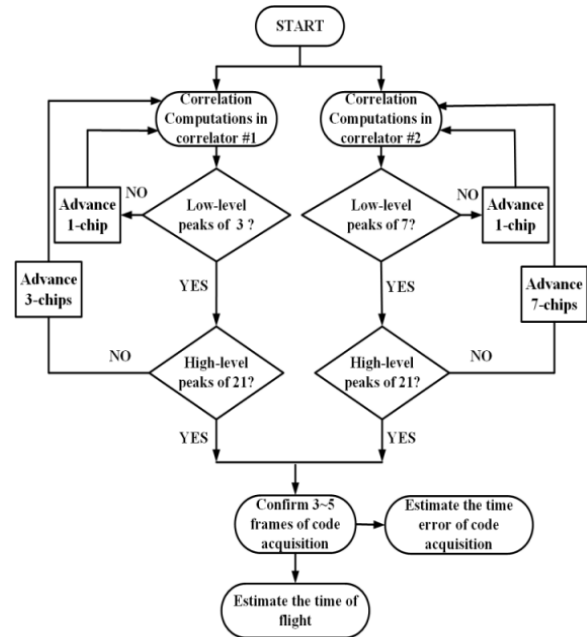 START
Correlation
Computations in
correlator #1
Correlation
Computations in
correlator #2
NO
Advance
1-chip
Low-level
peaks of 3 ?
Low-level
peaks of 7?
NO
Advance
1-chip
Advance
3-chips
YES
YES
Advance
7-chips
NO
High-level
peaks of 21?
High-level
peaks of 21?
NO
YES
YES
Confirm 3~5
frames of code
acquisition
Estimate the time
error of code
acquisition
Estimate the time of
flight